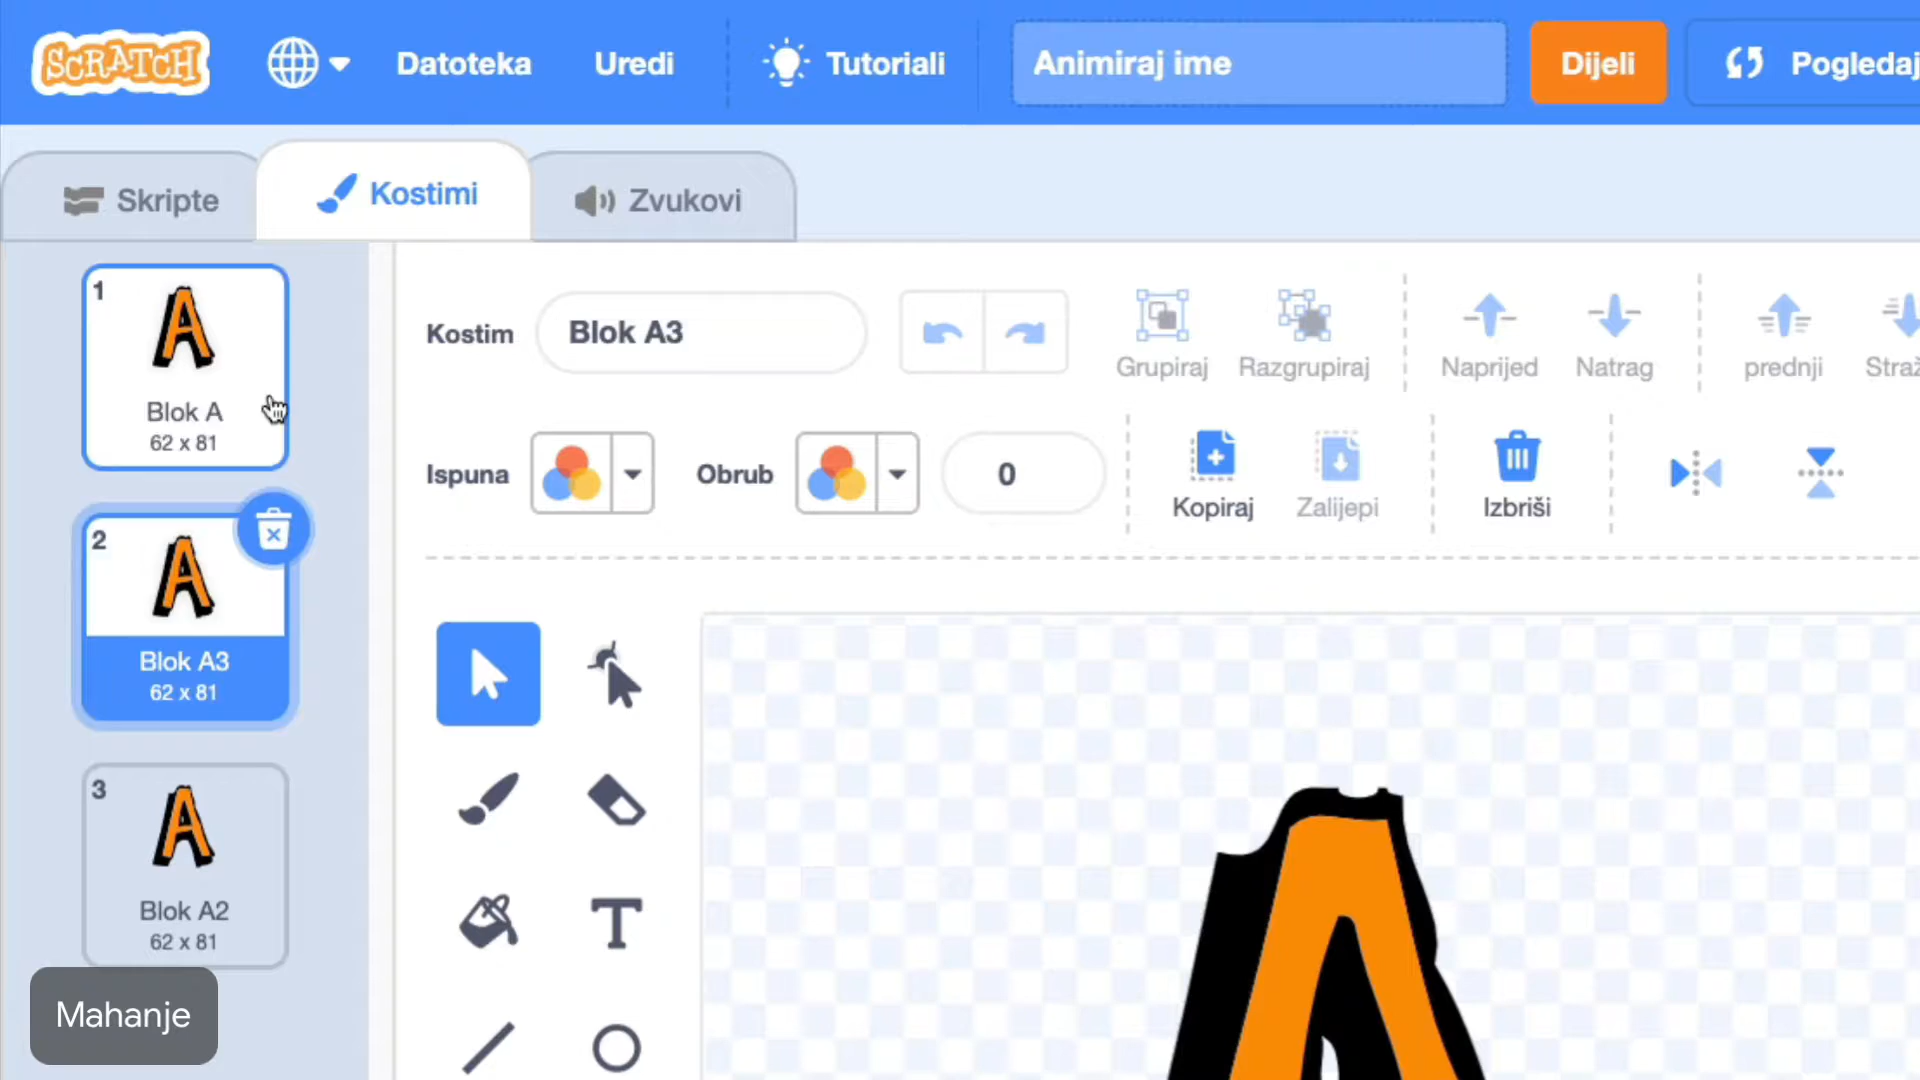 SCRATCH Datoteka Uredi Tutoriali Animiraj ime Dijeli Pogledaj
Skripte Kostimi Zvukovi
1
A
Blok A
62 x 81
2
A
Blok A3
62 x 81
3
A
Blok A2
62 x 81
Mahanje
Kostim Blok A3
Grupiraj Razgrupiraj Naprijed Natrag prednji Straž
Ispuna Obrub 0
Kopiraj Zalijepi Izbriši
T
A